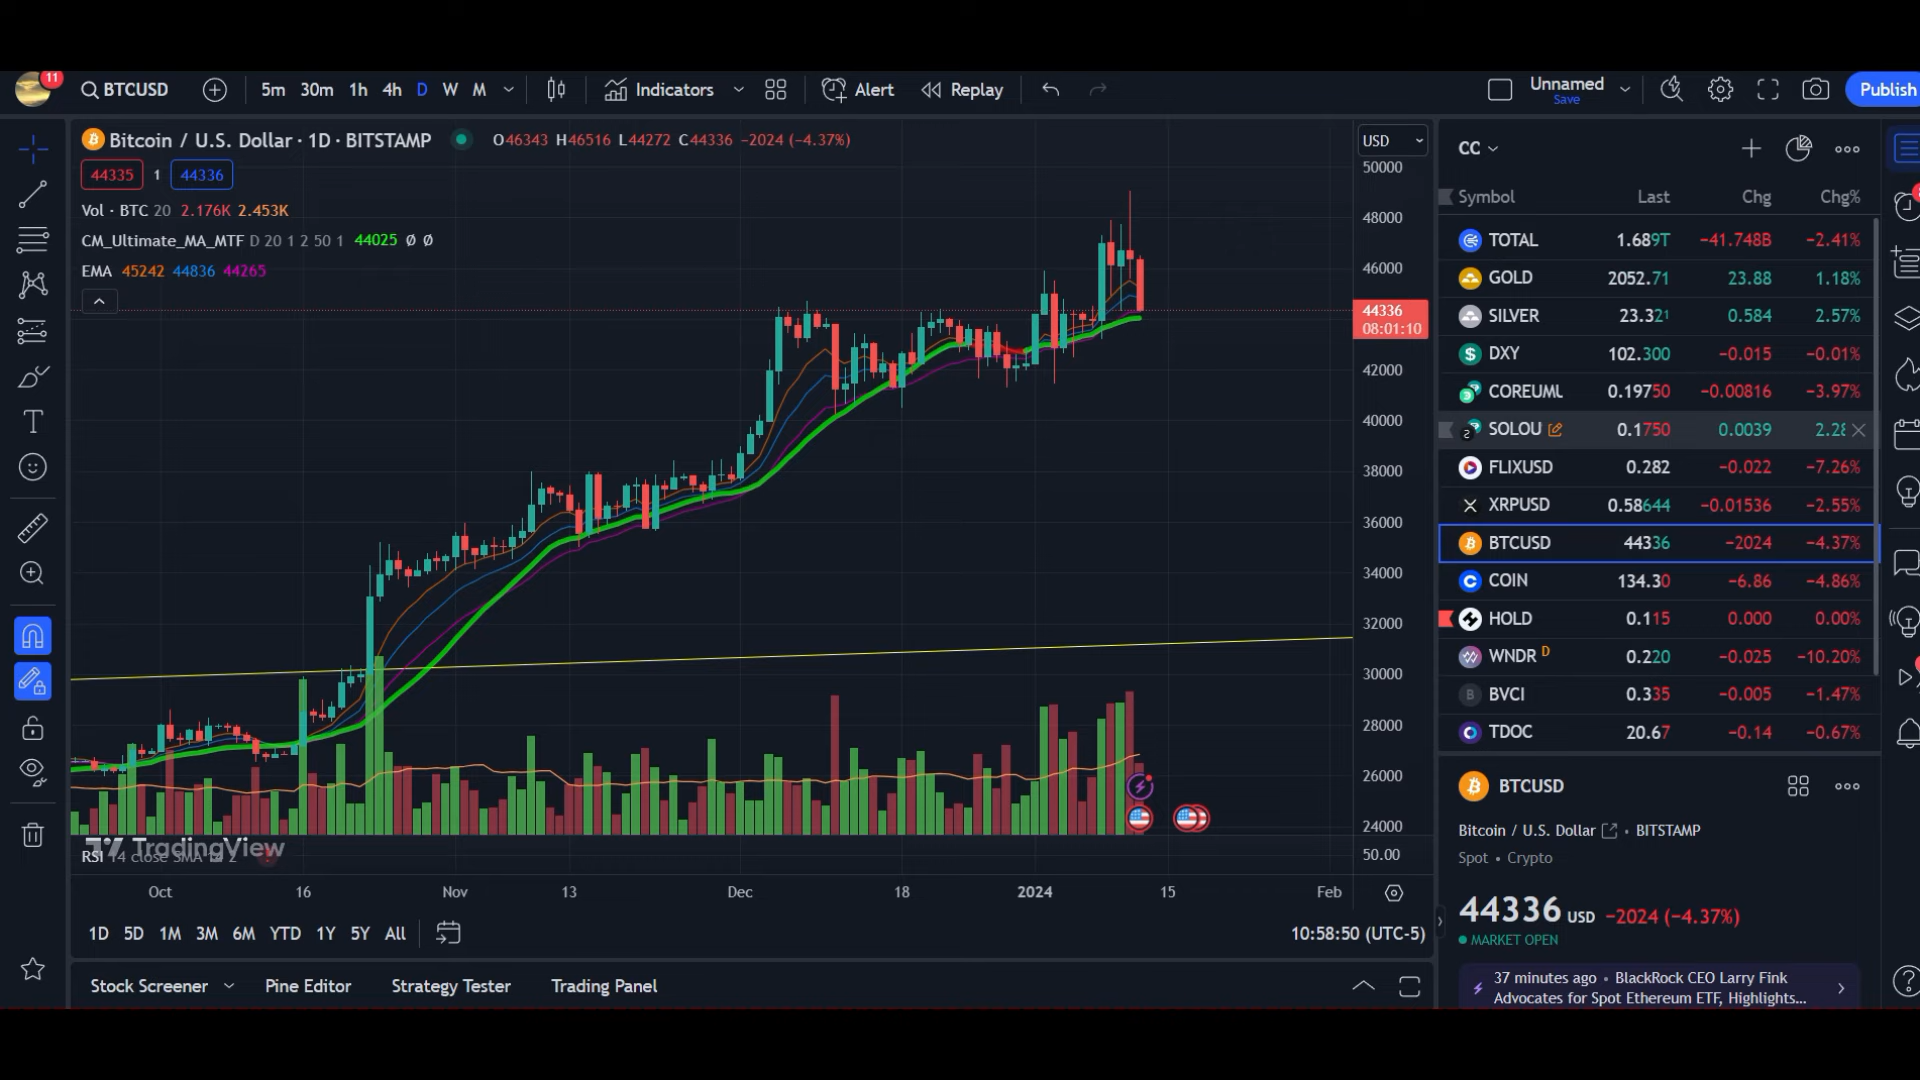 11
BTCUSD
5m 30m 1h 4h D W M
Indicators
Alert
Replay
Unnamed
Save
Publish
Bitcoin / U.S. Dollar · 1D · BITSTAMP
O46343 H46516 L44272 C44336 −2024 (−4.37%)
44335 1 44336
Vol · BTC 20 2.176K 2.453K
CM_Ultimate_MA_MTF D 20 1 2 50 1 44025 Ø Ø
EMA 45242 44836 44265
USD
50000
48000
46000
44336
08:01:10
42000
40000
38000
36000
34000
32000
30000
28000
26000
24000
50.00
TradingView
RSI 14 close SMA 14 2
Oct 16 Nov 13 Dec 18 2024 15 Feb
1D 5D 1M 3M 6M YTD 1Y 5Y All
10:58:50 (UTC-5)
Stock Screener Pine Editor Strategy Tester Trading Panel
CC
Symbol Last Chg Chg%
TOTAL 1.689T −41.748B −2.41%
GOLD 2052.71 23.88 1.18%
SILVER 23.321 0.584 2.57%
DXY 102.300 −0.015 −0.01%
COREUMU 0.19750 −0.00816 −3.97%
SOLOU 0.1750 0.0039 2.28
FLIXUSD 0.282 −0.022 −7.26%
XRPUSD 0.58644 −0.01536 −2.55%
BTCUSD 44336 −2024 −4.37%
COIN 134.30 −6.86 −4.86%
HOLD 0.115 0.000 0.00%
WNDR D 0.220 −0.025 −10.20%
BVCI 0.335 −0.005 −1.47%
TDOC 20.67 −0.14 −0.67%
BTCUSD
Bitcoin / U.S. Dollar · BITSTAMP
Spot · Crypto
44336 USD −2024 (−4.37%)
MARKET OPEN
37 minutes ago · BlackRock CEO Larry Fink
Advocates for Spot Ethereum ETF, Highlights...